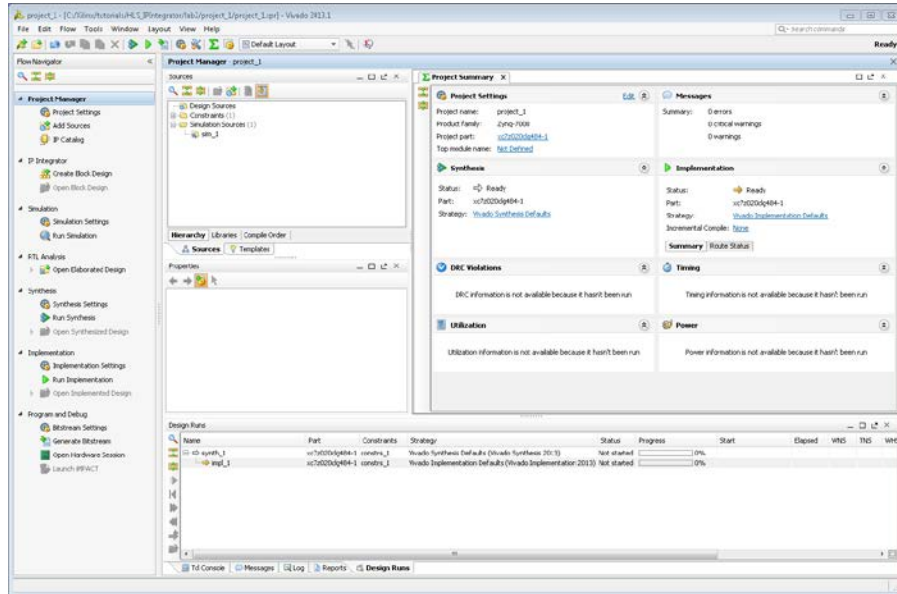 project_1 - [C:/Xilinx/tutorials/HLS_IPIntegrator/lab2/project_1/project_1.xpr] - Vivado 2013.1
File Edit Flow Tools Window Layout View Help
Search commands
Default Layout
Ready
Flow Navigator
Project Manager
Project Settings
Add Sources
IP Catalog
IP Integrator
Create Block Design
Open Block Design
Simulation
Simulation Settings
Run Simulation
RTL Analysis
Open Elaborated Design
Synthesis
Synthesis Settings
Run Synthesis
Open Synthesized Design
Implementation
Implementation Settings
Run Implementation
Open Implemented Design
Program and Debug
Bitstream Settings
Generate Bitstream
Open Hardware Session
Launch iMPACT
Project Manager - project_1
Sources
Design Sources
Constraints (1)
Simulation Sources (1)
sim_1
Hierarchy Libraries Compile Order
Sources Templates
Properties
Project Summary
Project Settings Edit
Project name: project_1
Product family: Zynq-7000
Project part: xc7z020clg484-1
Top module name: Not Defined
Messages
Summary: 0 errors
0 critical warnings
0 warnings
Synthesis
Status: Ready
Part: xc7z020clg484-1
Strategy: Vivado Synthesis Defaults
Implementation
Status: Ready
Part: xc7z020clg484-1
Strategy: Vivado Implementation Defaults
Incremental Compile: None
Summary Route Status
DRC Violations
DRC information is not available because it hasn't been run
Timing
Timing information is not available because it hasn't been run
Utilization
Utilization information is not available because it hasn't been run
Power
Power information is not available because it hasn't been run
Design Runs
Name Part Constraints Strategy Status Progress Start Elapsed WNS TNS WHS
synth_1 xc7z020clg484-1 constrs_1 Vivado Synthesis Defaults (Vivado Synthesis 2013) Not started 0%
impl_1 xc7z020clg484-1 constrs_1 Vivado Implementation Defaults (Vivado Implementation 2013) Not started 0%
Tcl Console Messages Log Reports Design Runs